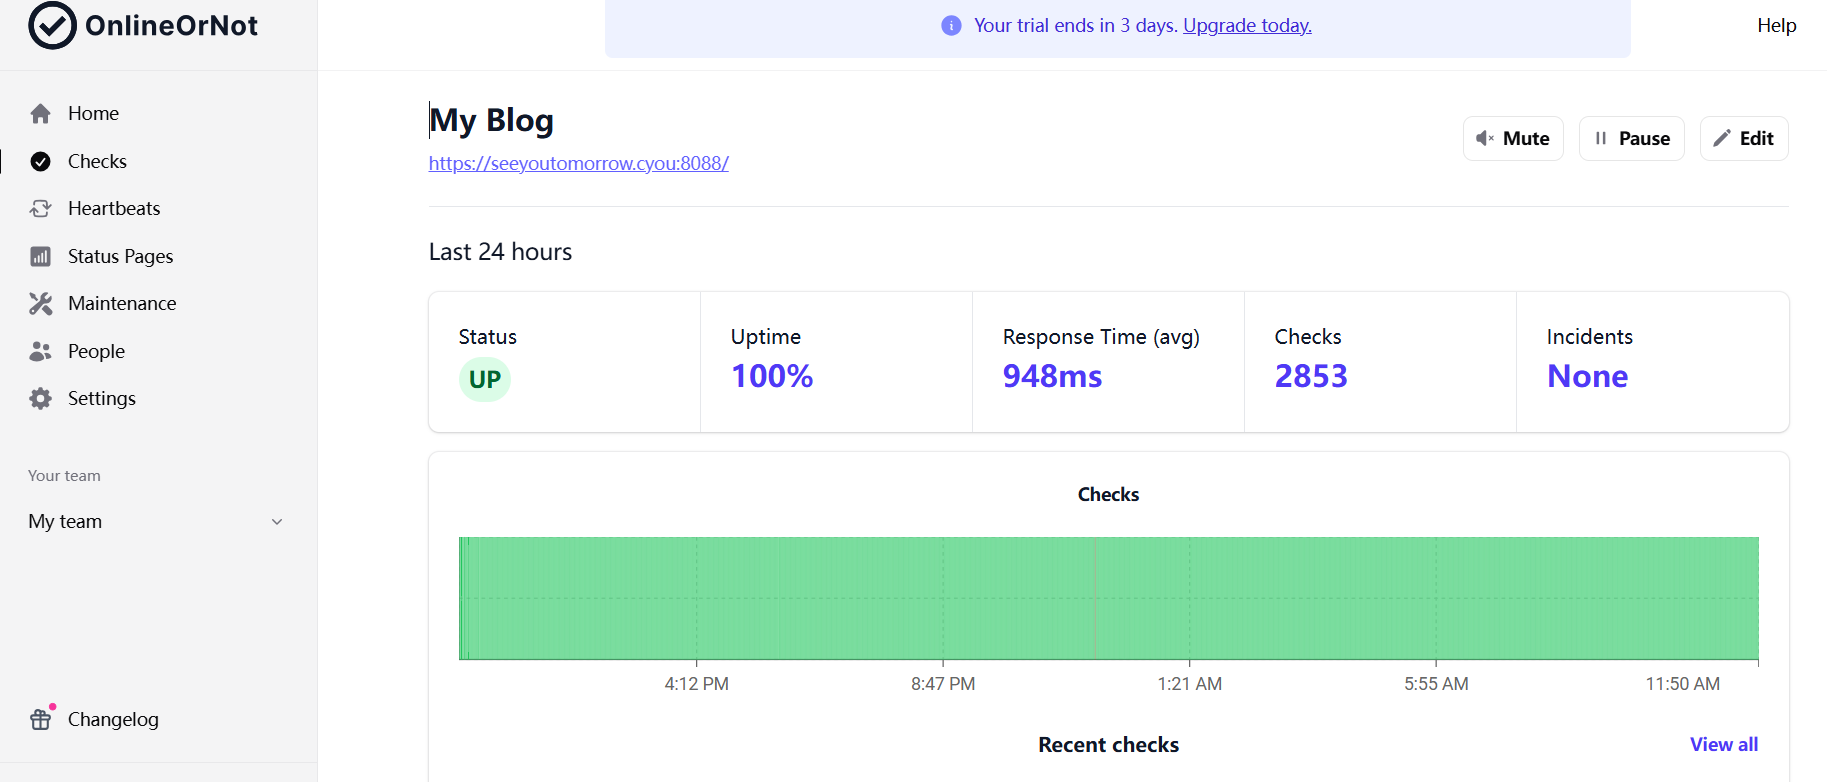 OnlineOrNot
Your trial ends in 3 days. Upgrade today.
Help
Home
Checks
Heartbeats
Status Pages
Maintenance
People
Settings
Your team
My team
Changelog
My Blog
https://seeyoutomorrow.cyou:8088/
Mute
Pause
Edit
Last 24 hours
Status
UP
Uptime
100%
Response Time (avg)
948ms
Checks
2853
Incidents
None
Checks
4:12 PM
8:47 PM
1:21 AM
5:55 AM
11:50 AM
Recent checks
View all